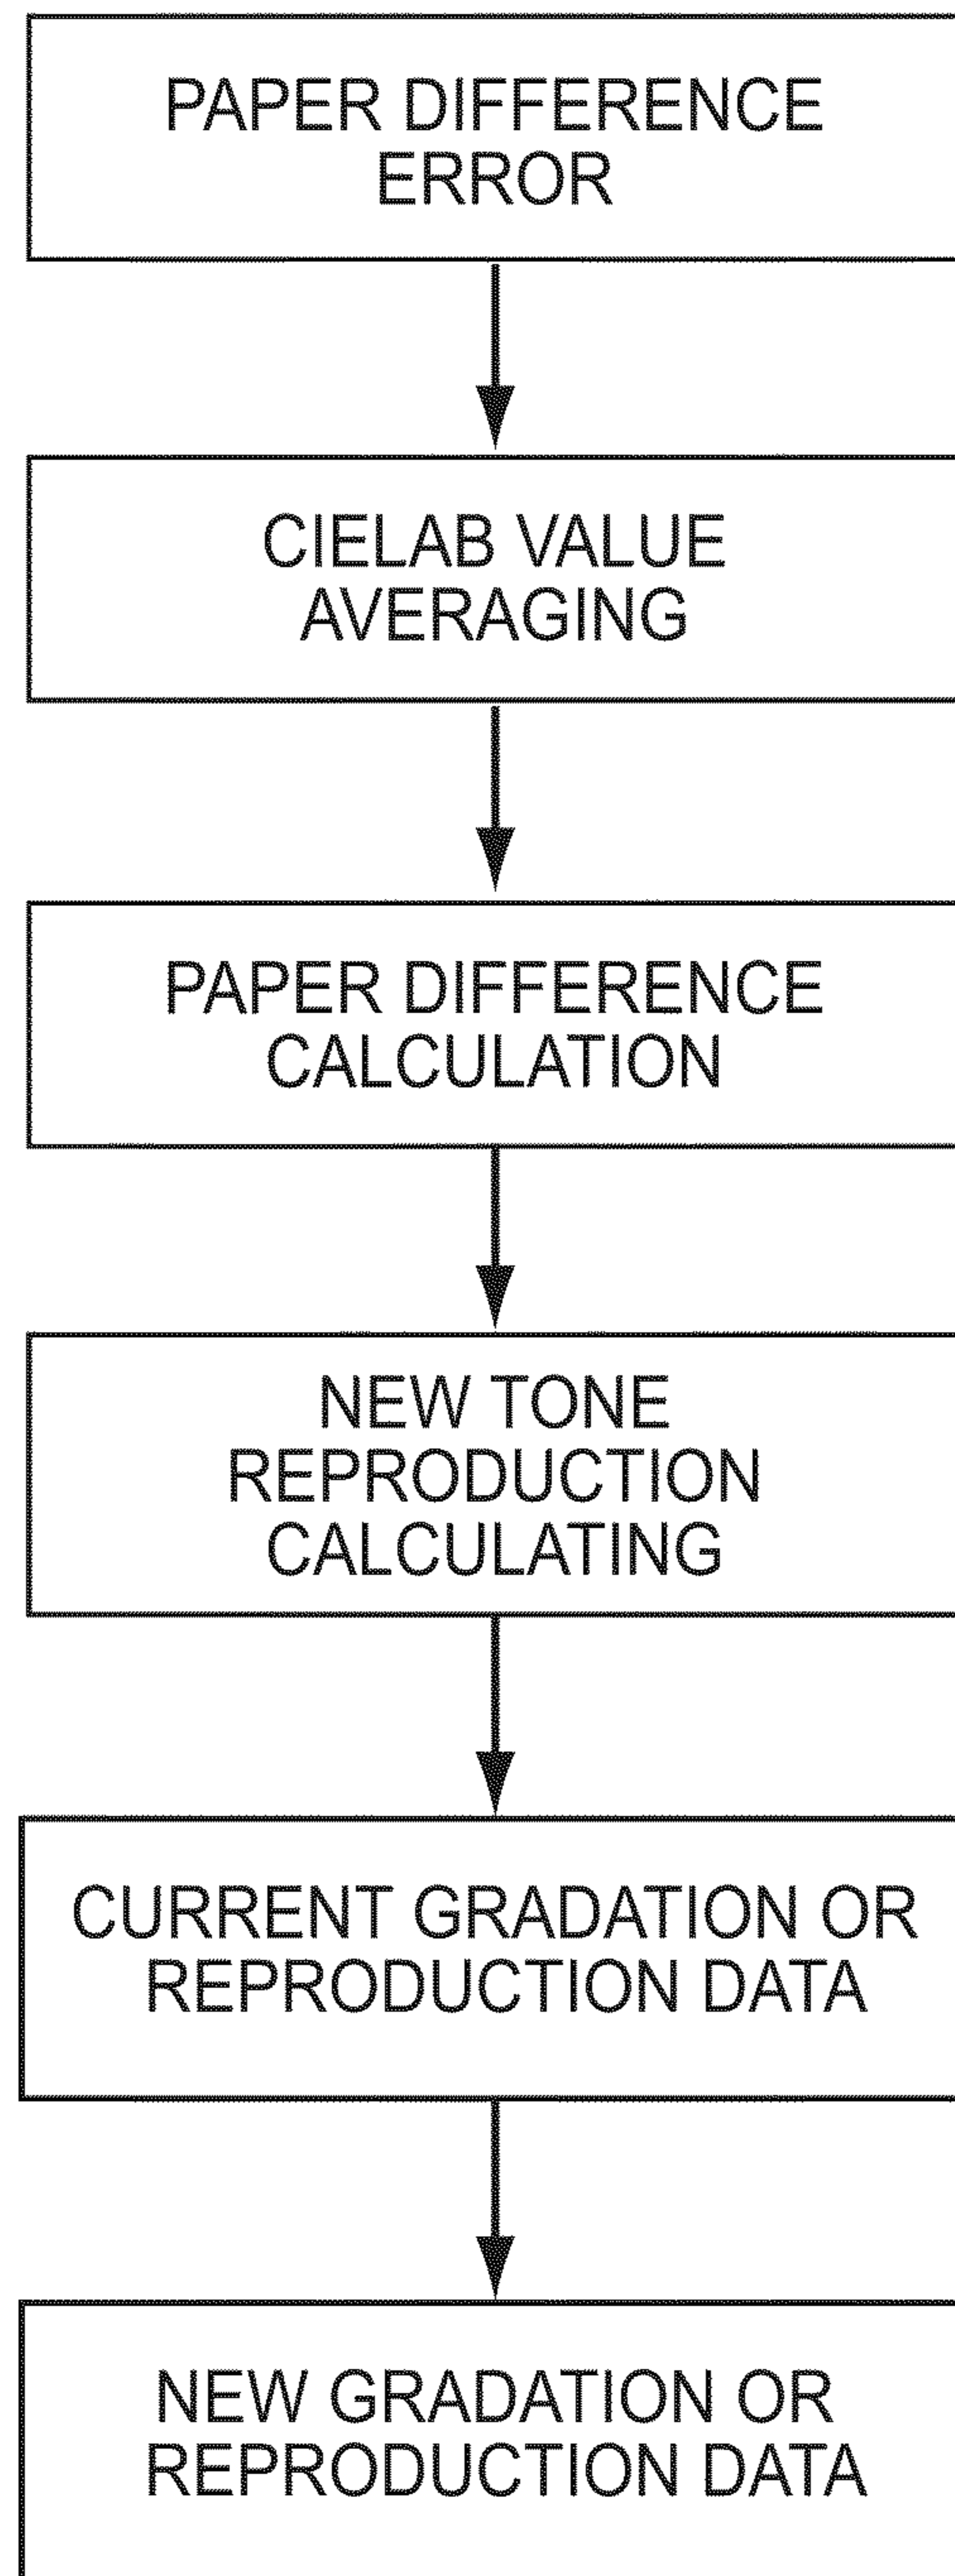 PAPER DIFFERENCE
ERROR
CIELAB VALUE
AVERAGING
PAPER DIFFERENCE
CALCULATION
NEW TONE
REPRODUCTION
CALCULATING
CURRENT GRADATION OR
REPRODUCTION DATA
NEW GRADATION OR
REPRODUCTION DATA